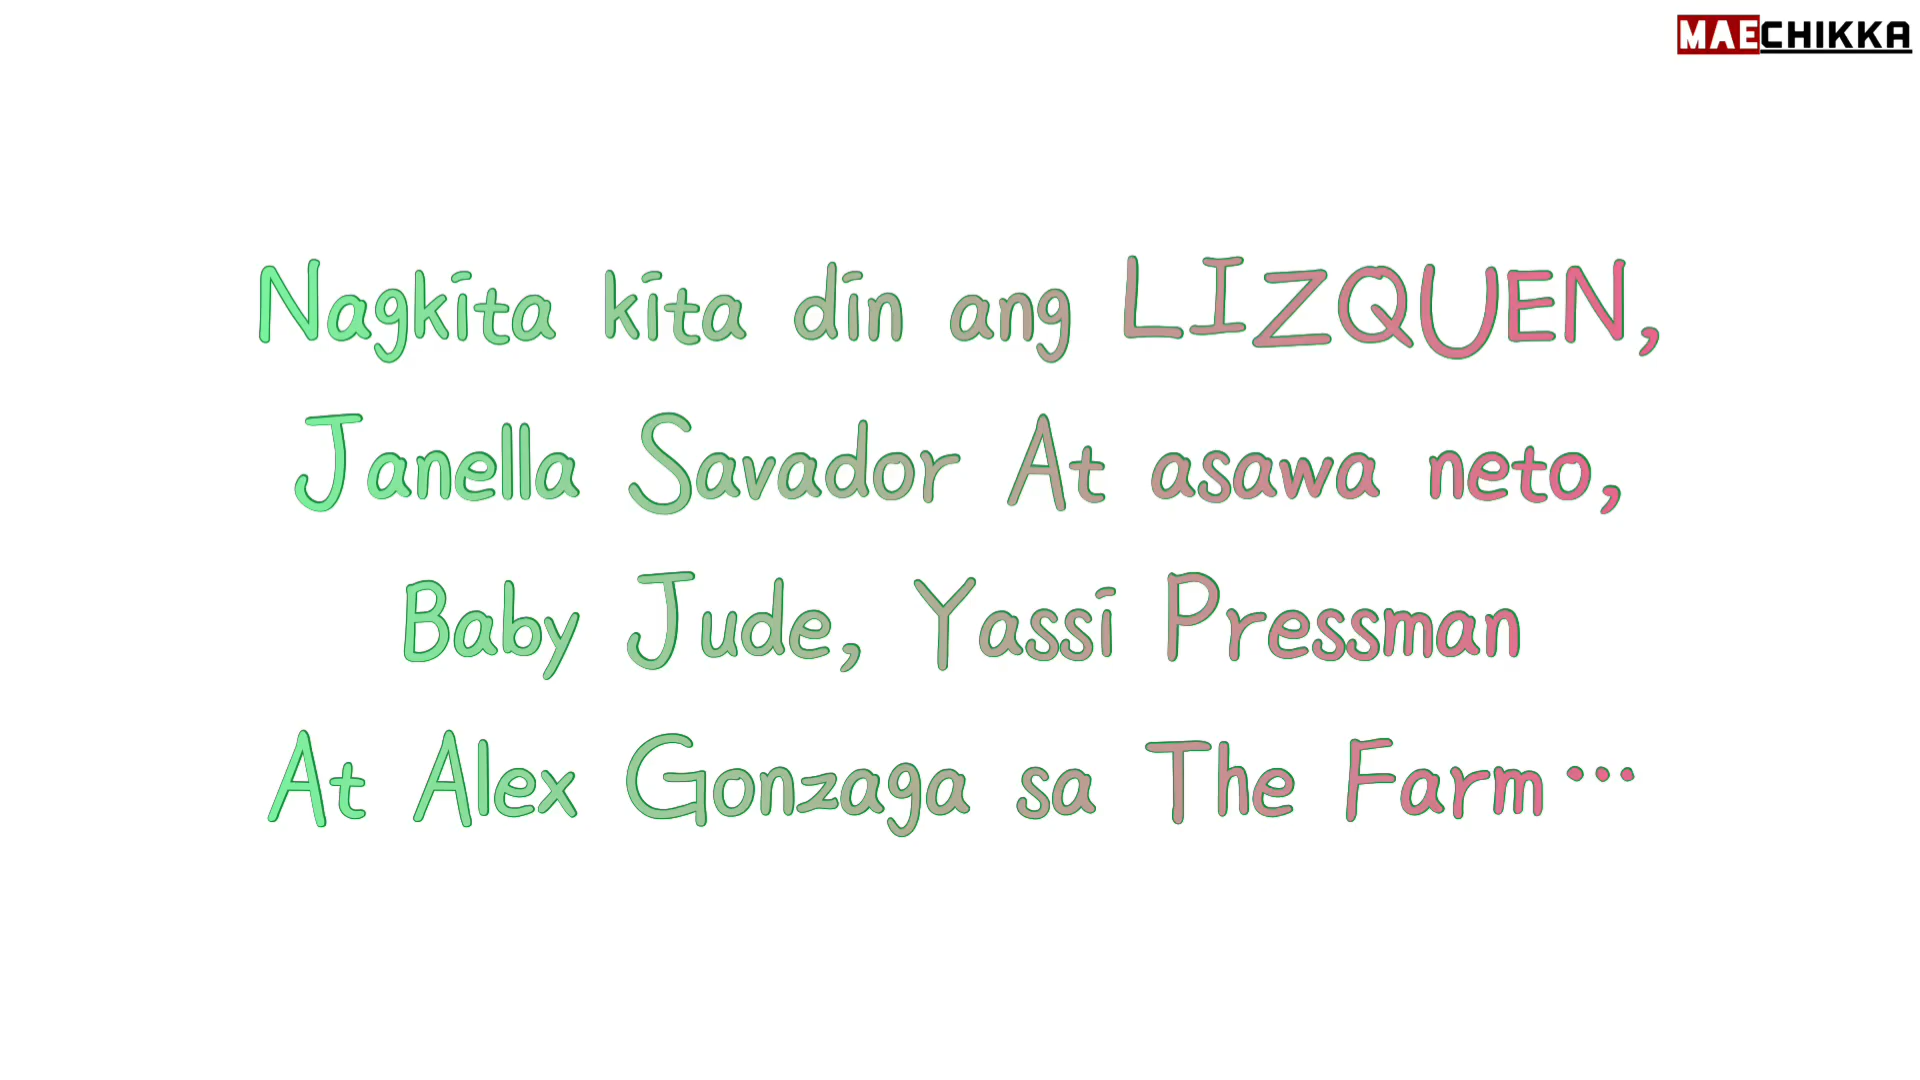 MAECHIKKA
Nagkita kita din ang LIZQUEN,
Janella Savador At asawa neto,
Baby Jude, Yassi Pressman
At Alex Gonzaga sa The Farm...